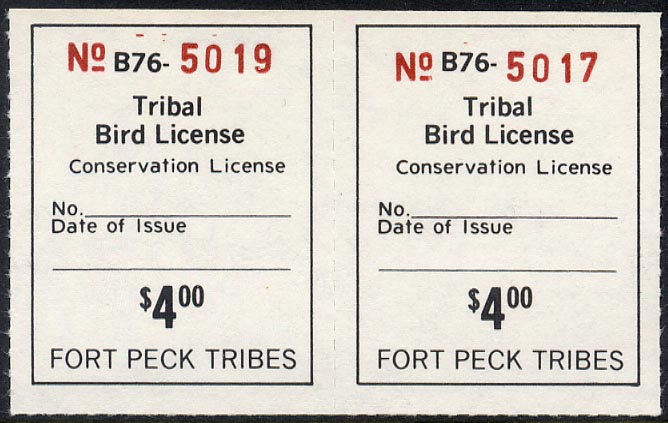 Nº B76- 5019
Tribal
Bird License
Conservation License
No.
Date of Issue
$4.00
FORT PECK TRIBES
Nº B76- 5017
Tribal
Bird License
Conservation License
No.
Date of Issue
$4.00
FORT PECK TRIBES